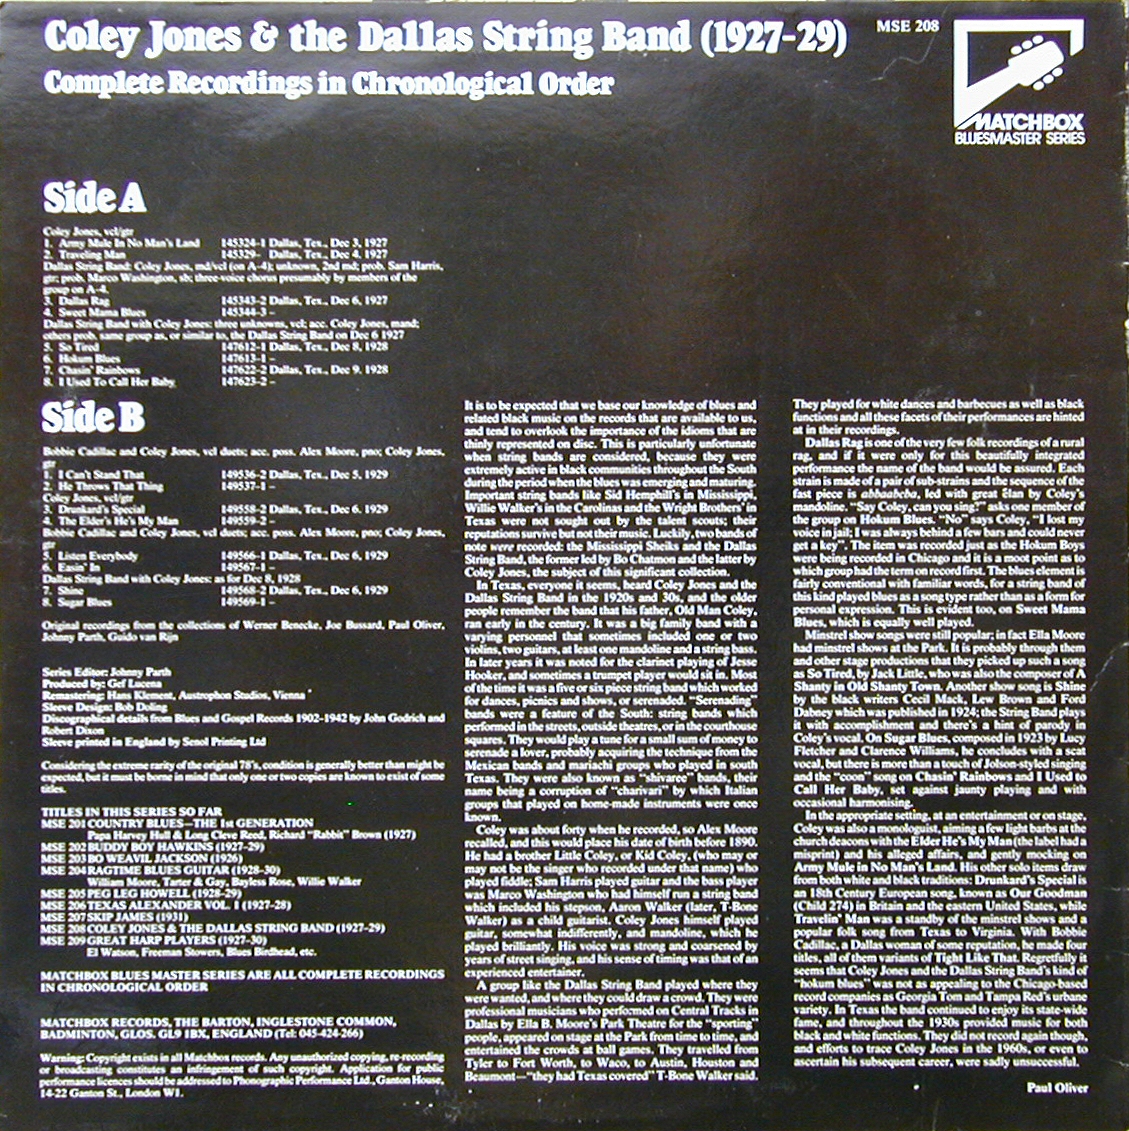 Coley Jones & the Dallas String Band (1927-29)
MSE 208
Complete Recordings in Chronological Order
MATCHBOX
BLUESMASTER SERIES
Side A
Coley Jones, vcl/gtr
1. Army Mule In No Man's Land 145324-1 Dallas, Tex., Dec 3, 1927
2. Traveling Man 145329- Dallas, Tex., Dec 4, 1927
Dallas String Band: Coley Jones, md/vcl (on A-4); unknown, 2nd md; prob. Sam Harris,
gtr; prob. Marco Washington, sb; three-voice chorus presumably by members of the
group on A-4.
3. Dallas Rag 145343-2 Dallas, Tex., Dec 6, 1927
4. Sweet Mama Blues 145344-3 –
Dallas String Band with Coley Jones: three unknowns, vcl; acc. Coley Jones, mand;
others prob. same group as, or similar to, the Dallas String Band on Dec 6 1927
5. So Tired 147612-1 Dallas, Tex., Dec 8, 1928
6. Hokum Blues 147613-1 –
7. Chasin' Rainbows 147622-2 Dallas, Tex., Dec 9. 1928
8. I Used To Call Her Baby 147623-2 –
Side B
Bobbie Cadillac and Coley Jones, vcl duets; acc. poss. Alex Moore, pno; Coley Jones,
gtr
1. I Can't Stand That 149536-2 Dallas, Tex., Dec 5, 1929
2. He Throws That Thing 149537-1 –
Coley Jones, vcl/gtr
3. Drunkard's Special 149558-2 Dallas, Tex., Dec 6, 1929
4. The Elder's He's My Man 149559-2 –
Bobbie Cadillac and Coley Jones, vcl duets; acc. poss. Alex Moore, pno; Coley Jones,
gtr
5. Listen Everybody 149566-1 Dallas, Tex., Dec 6, 1929
6. Easin' In 149567-1 –
Dallas String Band with Coley Jones: as for Dec 8, 1928
7. Shine 149568-2 Dallas, Tex., Dec 6, 1929
8. Sugar Blues 149569-1 –
Original recordings from the collections of Werner Benecke, Joe Bussard, Paul Oliver,
Johnny Parth, Guido van Rijn
Series Editor: Johnny Parth
Produced by: Gef Lucena
Remastering: Hans Klement, Austrophon Studios, Vienna
Sleeve Design: Bob Doling
Discographical details from Blues and Gospel Records 1902-1942 by John Godrich and
Robert Dixon
Sleeve printed in England by Senol Printing Ltd
Considering the extreme rarity of the original 78's, condition is generally better than might be
expected, but it must be borne in mind that only one or two copies are known to exist of some
titles.
TITLES IN THIS SERIES SO FAR
MSE 201 COUNTRY BLUES—THE 1st GENERATION
Papa Harvey Hull & Long Cleve Reed, Richard "Rabbit" Brown (1927)
MSE 202 BUDDY BOY HAWKINS (1927-29)
MSE 203 BO WEAVIL JACKSON (1926)
MSE 204 RAGTIME BLUES GUITAR (1928-30)
William Moore, Tarter & Gay, Bayless Rose, Willie Walker
MSE 205 PEG LEG HOWELL (1928-29)
MSE 206 TEXAS ALEXANDER VOL. 1 (1927-28)
MSE 207 SKIP JAMES (1931)
MSE 208 COLEY JONES & THE DALLAS STRING BAND (1927-29)
MSE 209 GREAT HARP PLAYERS (1927-30)
El Watson, Freeman Stowers, Blues Birdhead, etc.
MATCHBOX BLUES MASTER SERIES ARE ALL COMPLETE RECORDINGS
IN CHRONOLOGICAL ORDER
MATCHBOX RECORDS, THE BARTON, INGLESTONE COMMON,
BADMINTON, GLOS. GL9 1BX, ENGLAND (Tel: 045-424-266)
Warning: Copyright exists in all Matchbox records. Any unauthorized copying, re-recording
or broadcasting constitutes an infringement of such copyright. Application for public
performance licences should be addressed to Phonographic Performance Ltd., Ganton House,
14-22 Ganton St., London W1.
It is to be expected that we base our knowledge of blues and
related black music on the records that are available to us,
and tend to overlook the importance of the idioms that are
thinly represented on disc. This is particularly unfortunate
when string bands are considered, because they were
extremely active in black communities throughout the South
during the period when the blues was emerging and maturing.
Important string bands like Sid Hemphill's in Mississippi,
Willie Walker's in the Carolinas and the Wright Brothers' in
Texas were not sought out by the talent scouts; their
reputations survive but not their music. Luckily, two bands of
note were recorded: the Mississippi Sheiks and the Dallas
String Band, the former led by Bo Chatmon and the latter by
Coley Jones, the subject of this significant collection.
In Texas, everyone it seems, heard Coley Jones and the
Dallas String Band in the 1920s and 30s, and the older
people remember the band that his father, Old Man Coley,
ran early in the century. It was a big family band with a
varying personnel that sometimes included one or two
violins, two guitars, at least one mandoline and a string bass.
In later years it was noted for the clarinet playing of Jesse
Hooker, and sometimes a trumpet player would sit in. Most
of the time it was a five or six piece string band which worked
for dances, picnics and shows, or serenaded. "Serenading"
bands were a feature of the South: string bands which
performed in the streets, outside theatres, or in the courthouse
squares. They would play a tune for a small sum of money to
serenade a lover, probably acquiring the technique from the
Mexican bands and mariachi groups who played in south
Texas. They were also known as "shivaree" bands, their
name being a corruption of "charivari" by which Italian
groups that played on home-made instruments were once
known.
Coley was about forty when he recorded, so Alex Moore
recalled, and this would place his date of birth before 1890.
He had a brother Little Coley, or Kid Coley, (who may or
may not be the singer who recorded under that name) who
played fiddle; Sam Harris played guitar and the bass player
was Marco Washington who had himself run a string band
which included his stepson, Aaron Walker (later, T-Bone
Walker) as a child guitarist. Coley Jones himself played
guitar, somewhat indifferently, and mandoline, which he
played brilliantly. His voice was strong and coarsened by
years of street singing, and his sense of timing was that of an
experienced entertainer.
A group like the Dallas String Band played where they
were wanted, and where they could draw a crowd. They were
professional musicians who performed on Central Tracks in
Dallas by Ella B. Moore's Park Theatre for the "sporting"
people, appeared on stage at the Park from time to time, and
entertained the crowds at ball games. They travelled from
Tyler to Fort Worth, to Waco, to Austin, Houston and
Beaumont—"they had Texas covered" T-Bone Walker said.
They played for white dances and barbecues as well as black
functions and all these facets of their performances are hinted
at in their recordings.
Dallas Rag is one of the very few folk recordings of a rural
rag, and if it were only for this beautifully integrated
performance the name of the band would be assured. Each
strain is made of a pair of sub-strains and the sequence of the
fast piece is abbaabcba, led with great élan by Coley's
mandoline. "Say Coley, can you sing?" asks one member of
the group on Hokum Blues. "No" says Coley, "I lost my
voice in jail; I was always behind a few bars and could never
get a key". The item was recorded just as the Hokum Boys
were being recorded in Chicago and it is a moot point as to
which group had the term on record first. The blues element is
fairly conventional with familiar words, for a string band of
this kind played blues as a song type rather than as a form for
personal expression. This is evident too, on Sweet Mama
Blues, which is equally well played.
Minstrel show songs were still popular; in fact Ella Moore
had minstrel shows at the Park. It is probably through them
and other stage productions that they picked up such a song
as So Tired, by Jack Little, who was also the composer of A
Shanty in Old Shanty Town. Another show song is Shine
by the black writers Cecil Mack, Lew Brown and Ford
Dabney which was published in 1924; the String Band plays
it with accomplishment and there's a hint of parody in
Coley's vocal. On Sugar Blues, composed in 1923 by Lucy
Fletcher and Clarence Williams, he concludes with a scat
vocal, but there is more than a touch of Jolson-styled singing
and the "coon" song on Chasin' Rainbows and I Used to
Call Her Baby, set against jaunty playing and with
occasional harmonising.
In the appropriate setting, at an entertainment or on stage,
Coley was also a monologuist, aiming a few light barbs at the
church deacons with the Elder He's My Man (the label had a
misprint) and his alleged affairs, and gently mocking on
Army Mule in No Man's Land. His other solo items draw
from both white and black traditions: Drunkard's Special is
an 18th Century European song, known as Our Goodman
(Child 274) in Britain and the eastern United States, while
Travelin' Man was a standby of the minstrel shows and a
popular folk song from Texas to Virginia. With Bobbie
Cadillac, a Dallas woman of some reputation, he made four
titles, all of them variants of Tight Like That. Regretfully it
seems that Coley Jones and the Dallas String Band's kind of
"hokum blues" was not as appealing to the Chicago-based
record companies as Georgia Tom and Tampa Red's urbane
variety. In Texas the band continued to enjoy its state-wide
fame, and throughout the 1930s provided music for both
black and white functions. They did not record again though,
and efforts to trace Coley Jones in the 1960s, or even to
ascertain his subsequent career, were sadly unsuccessful.
Paul Oliver